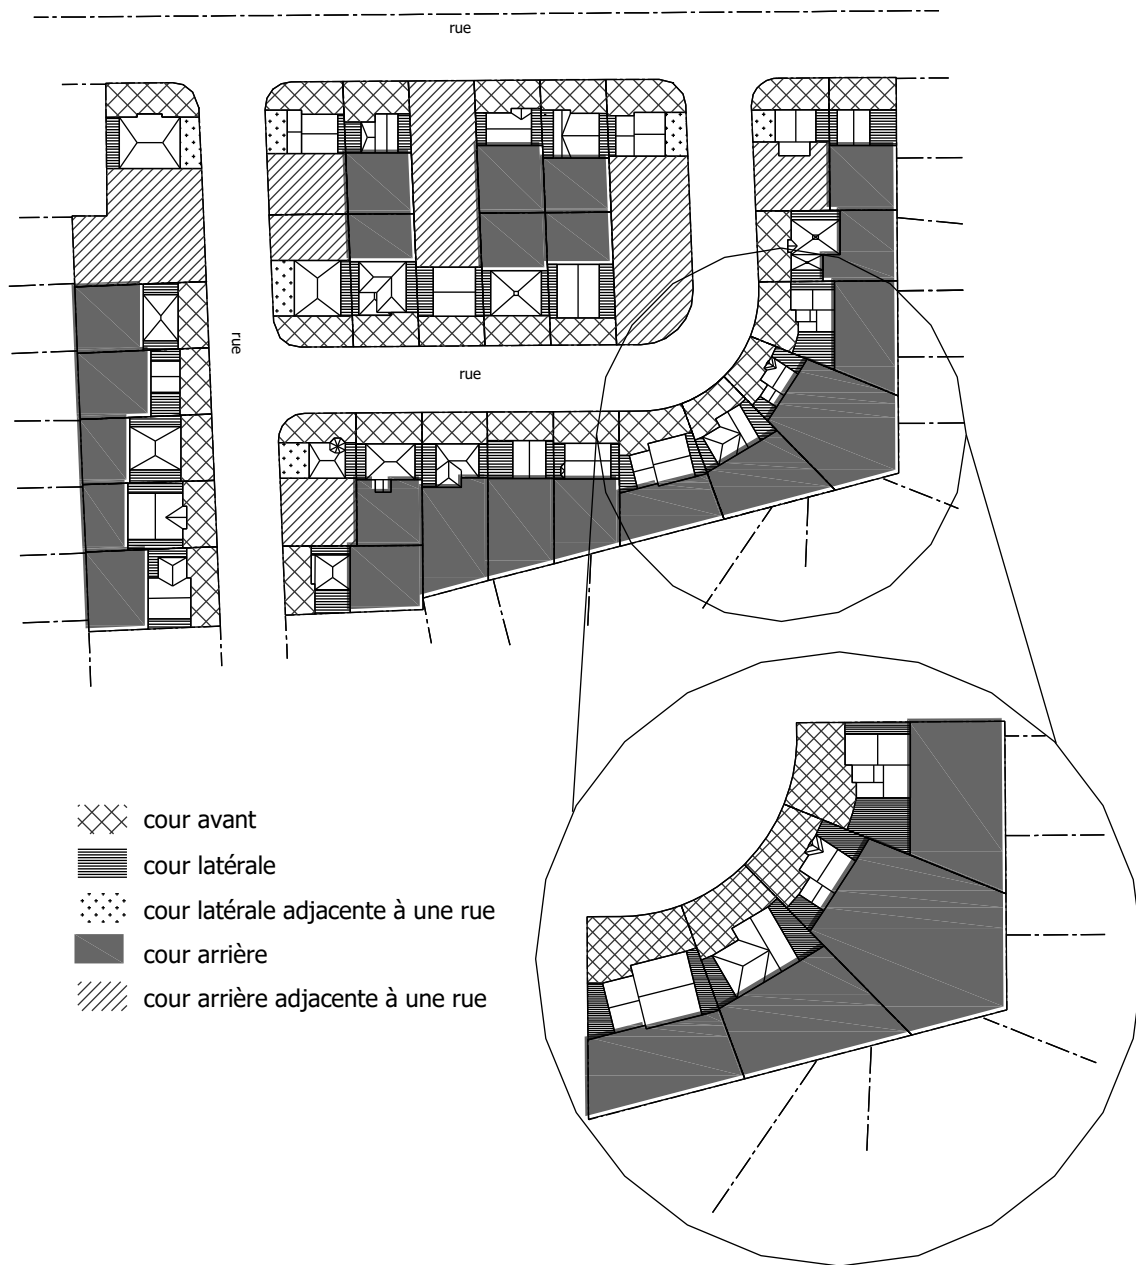 rue
rue
rue
cour avant
cour latérale
cour latérale adjacente à une rue
cour arrière
cour arrière adjacente à une rue